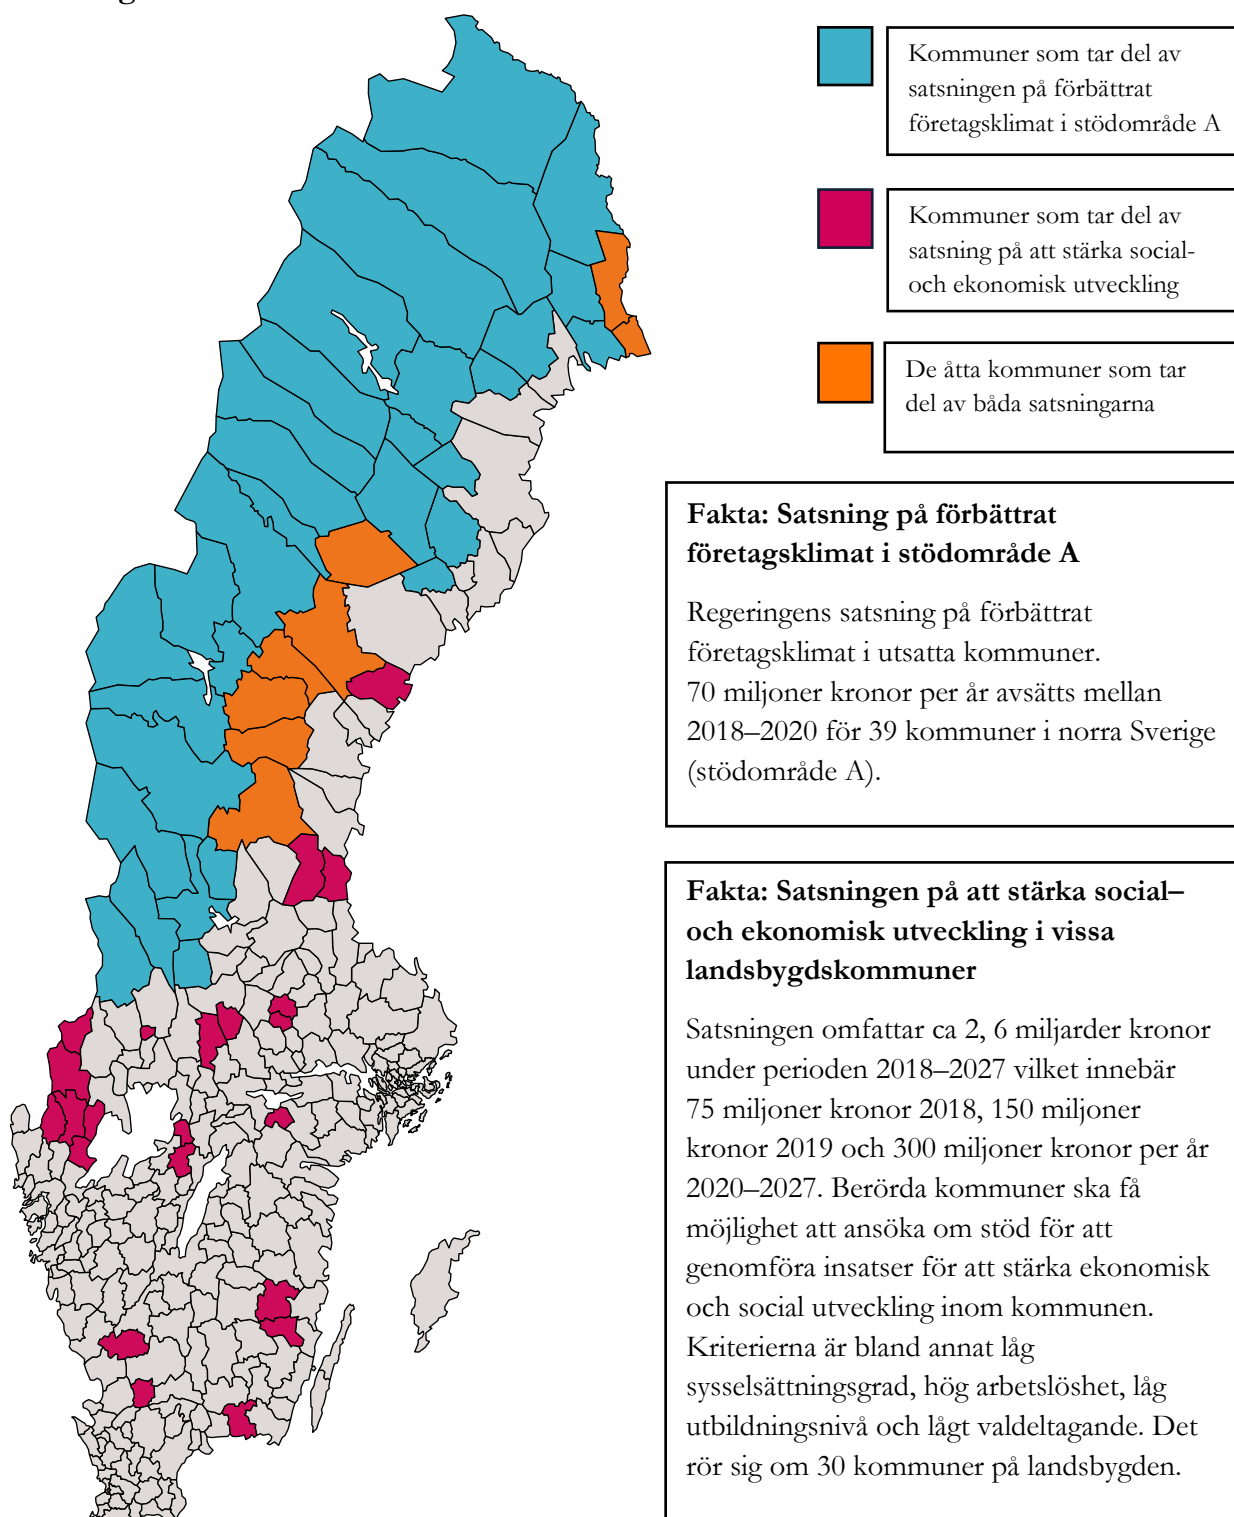 Kommuner som tar del av
satsningen på förbättrat
företagsklimat i stödområde A
Kommuner som tar del av
satsning på att stärka social-
och ekonomisk utveckling
De åtta kommuner som tar
del av båda satsningarna
Fakta: Satsning på förbättrat
företagsklimat i stödområde A
Regeringens satsning på förbättrat
företagsklimat i utsatta kommuner.
70 miljoner kronor per år avsätts mellan
2018–2020 för 39 kommuner i norra Sverige
(stödområde A).
Fakta: Satsningen på att stärka social–
och ekonomisk utveckling i vissa
landsbygdskommuner
Satsningen omfattar ca 2, 6 miljarder kronor
under perioden 2018–2027 vilket innebär
75 miljoner kronor 2018, 150 miljoner
kronor 2019 och 300 miljoner kronor per år
2020–2027. Berörda kommuner ska få
möjlighet att ansöka om stöd för att
genomföra insatser för att stärka ekonomisk
och social utveckling inom kommunen.
Kriterierna är bland annat låg
sysselsättningsgrad, hög arbetslöshet, låg
utbildningsnivå och lågt valdeltagande. Det
rör sig om 30 kommuner på landsbygden.